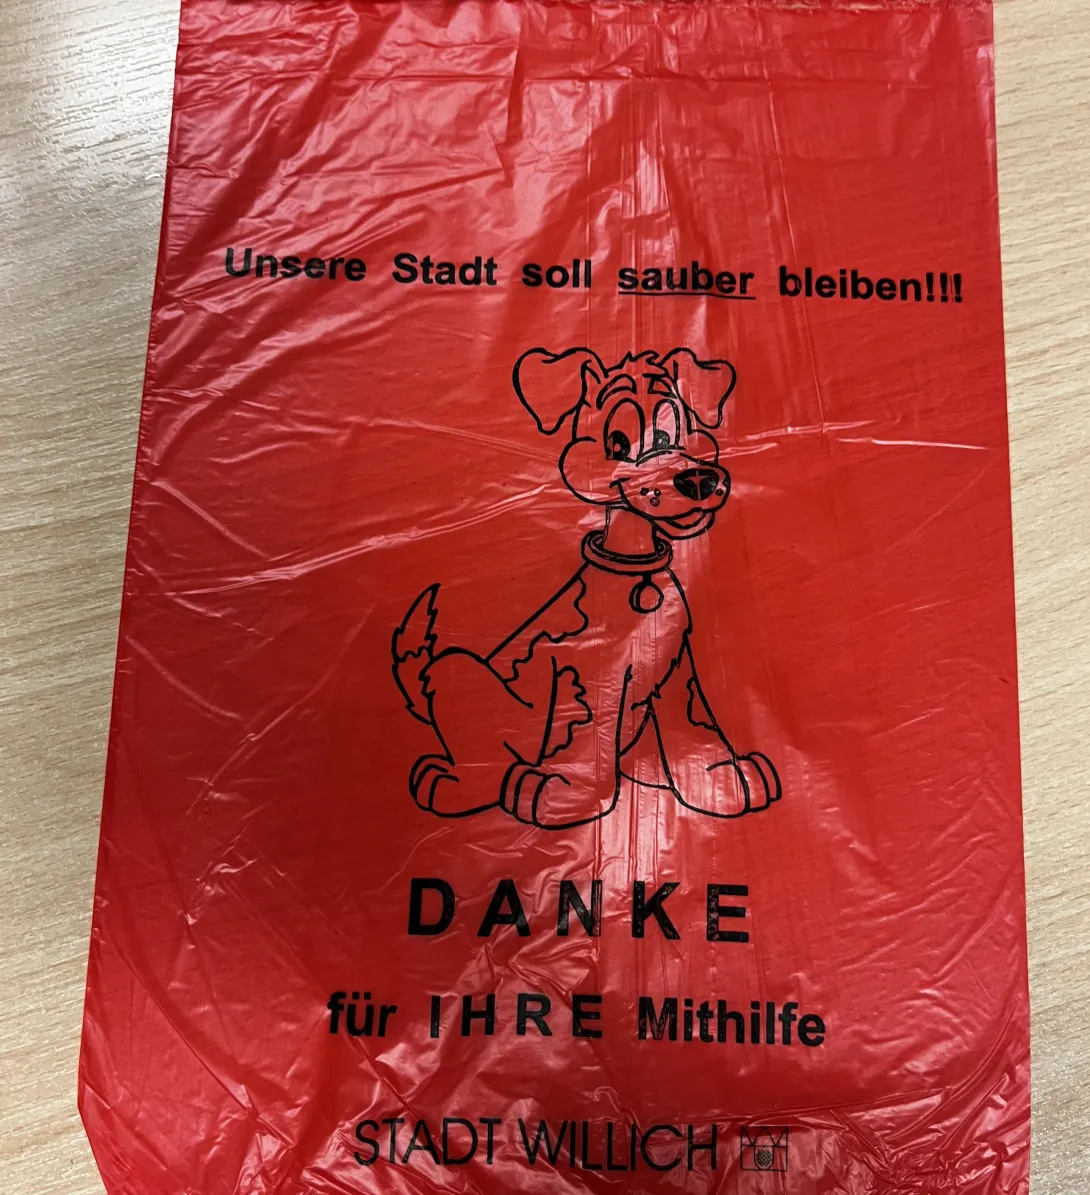 Unsere Stadt soll sauber bleiben!!!
DANKE
für IHRE Mithilfe
STADT WILLICH